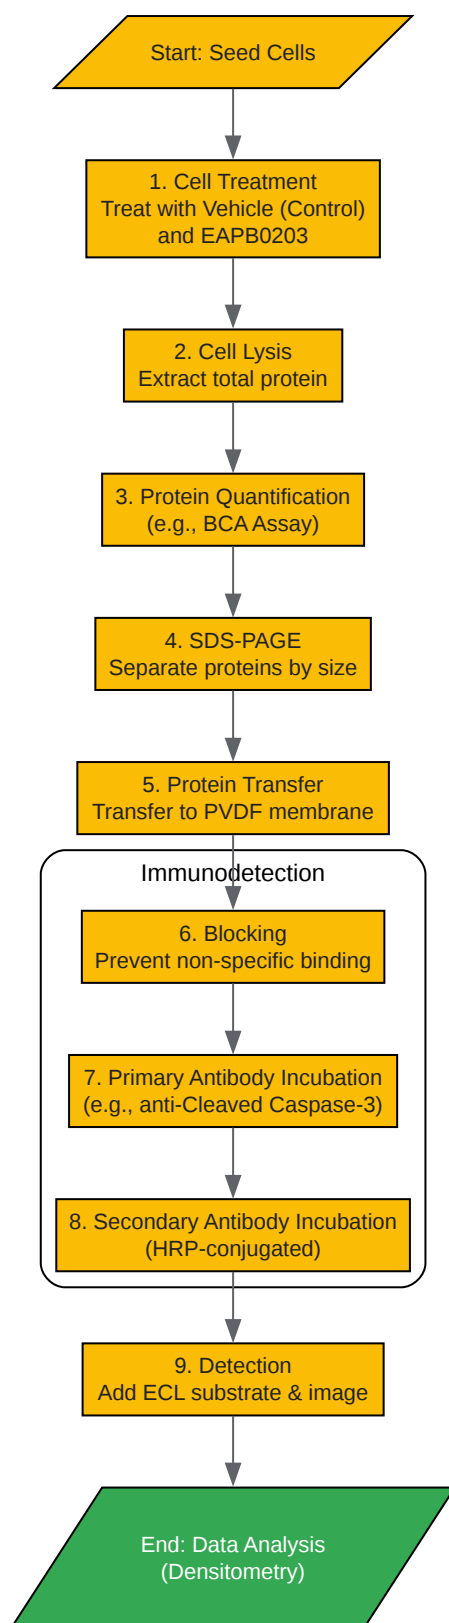 Start: Seed Cells
1. Cell Treatment
Treat with Vehicle (Control)
and EAPB0203
2. Cell Lysis
Extract total protein
3. Protein Quantification
(e.g., BCA Assay)
4. SDS-PAGE
Separate proteins by size
5. Protein Transfer
Transfer to PVDF membrane
Immunodetection
6. Blocking
Prevent non-specific binding
7. Primary Antibody Incubation
(e.g., anti-Cleaved Caspase-3)
8. Secondary Antibody Incubation
(HRP-conjugated)
9. Detection
Add ECL substrate & image
End: Data Analysis
(Densitometry)